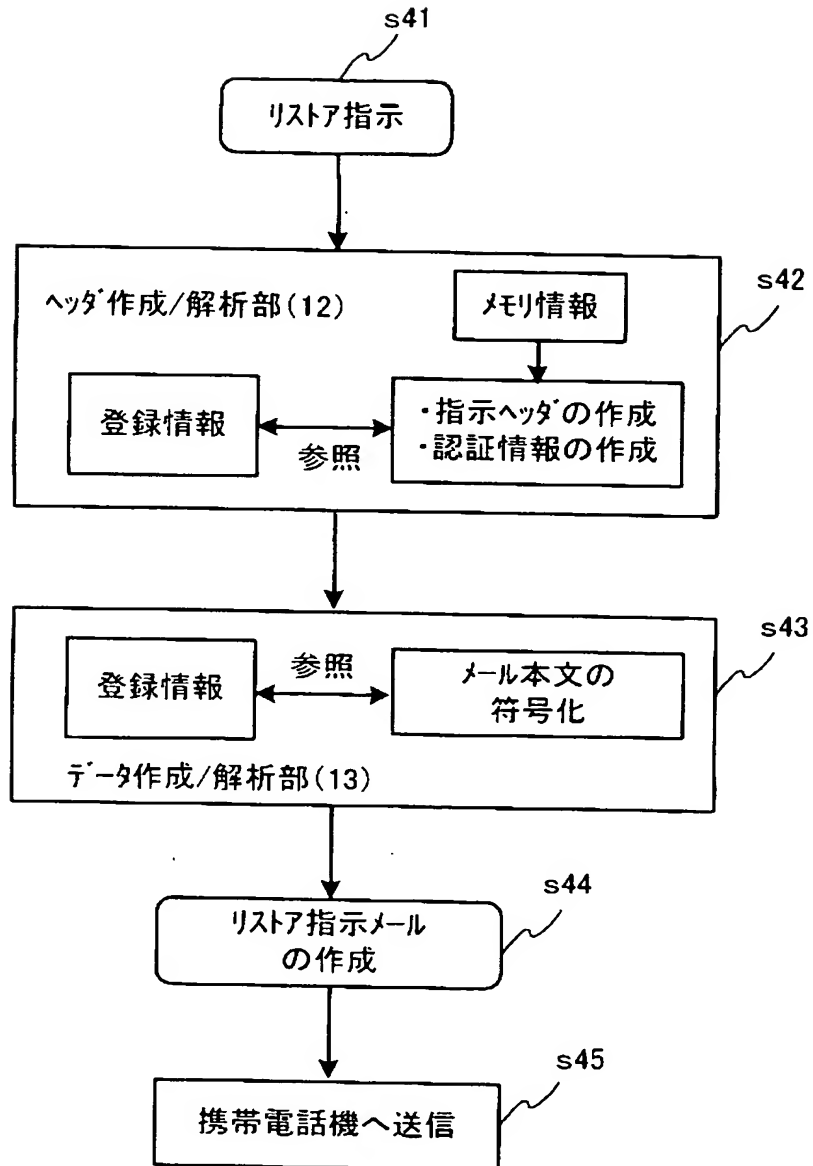 s41
リストア指示
s42
ヘッダ作成/解析部(12)
メモリ情報
登録情報
参照
・指示ヘッダの作成
・認証情報の作成
s43
登録情報
参照
メール本文の
符号化
データ作成/解析部(13)
s44
リストア指示メール
の作成
s45
携帯電話機へ送信